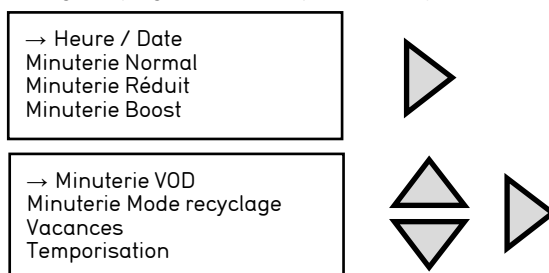 → Heure / Date
Minuterie Normal
Minuterie Réduit
Minuterie Boost
→ Minuterie VOD
Minuterie Mode recyclage
Vacances
Temporisation